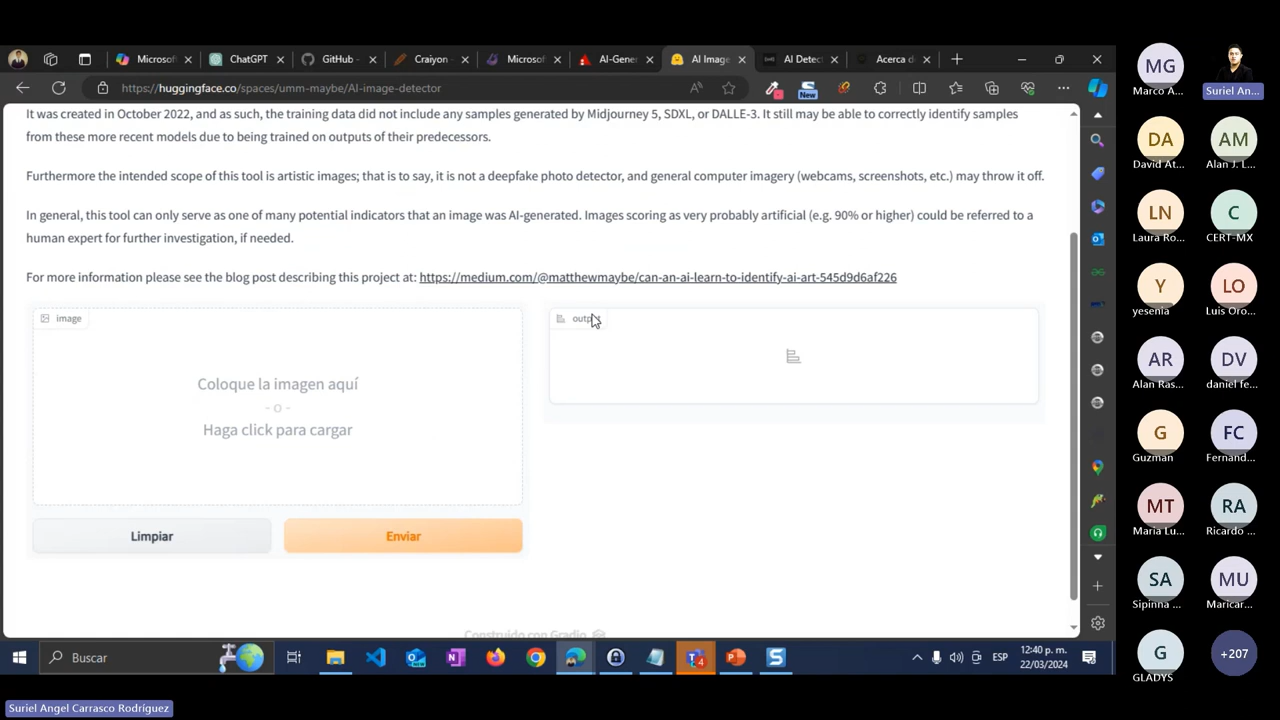 Microsof
ChatGPT
GitHub -
Craiyon -
Microsof
AI-Gene
AI Image
AI Detec
Acerca d
https://huggingface.co/spaces/umm-maybe/AI-image-detector
New
It was created in October 2022, and as such, the training data did not include any samples generated by Midjourney 5, SDXL, or DALLE-3. It still may be able to correctly identify samples
from these more recent models due to being trained on outputs of their predecessors.
Furthermore the intended scope of this tool is artistic images; that is to say, it is not a deepfake photo detector, and general computer imagery (webcams, screenshots, etc.) may throw it off.
In general, this tool can only serve as one of many potential indicators that an image was AI-generated. Images scoring as very probably artificial (e.g. 90% or higher) could be referred to a
human expert for further investigation, if needed.
For more information please see the blog post describing this project at: https://medium.com/@matthewmaybe/can-an-ai-learn-to-identify-ai-art-545d9d6af226
image
output
Coloque la imagen aquí
- o -
Haga click para cargar
Limpiar
Enviar
Construido con Gradio
Buscar
4
ESP
12:40 p. m.
22/03/2024
Suriel Angel Carrasco Rodríguez
MG
Marco A...
Suriel An...
DA
David At...
AM
Alan J. L...
LN
Laura Ro...
C
CERT-MX
Y
yesenia
LO
Luis Oro...
AR
Alan Ras...
DV
daniel fe...
G
Guzman
FC
Fernand...
MT
Maria Lu...
RA
Ricardo ...
SA
Sipinna ...
MU
Maricar...
G
GLADYS
+207